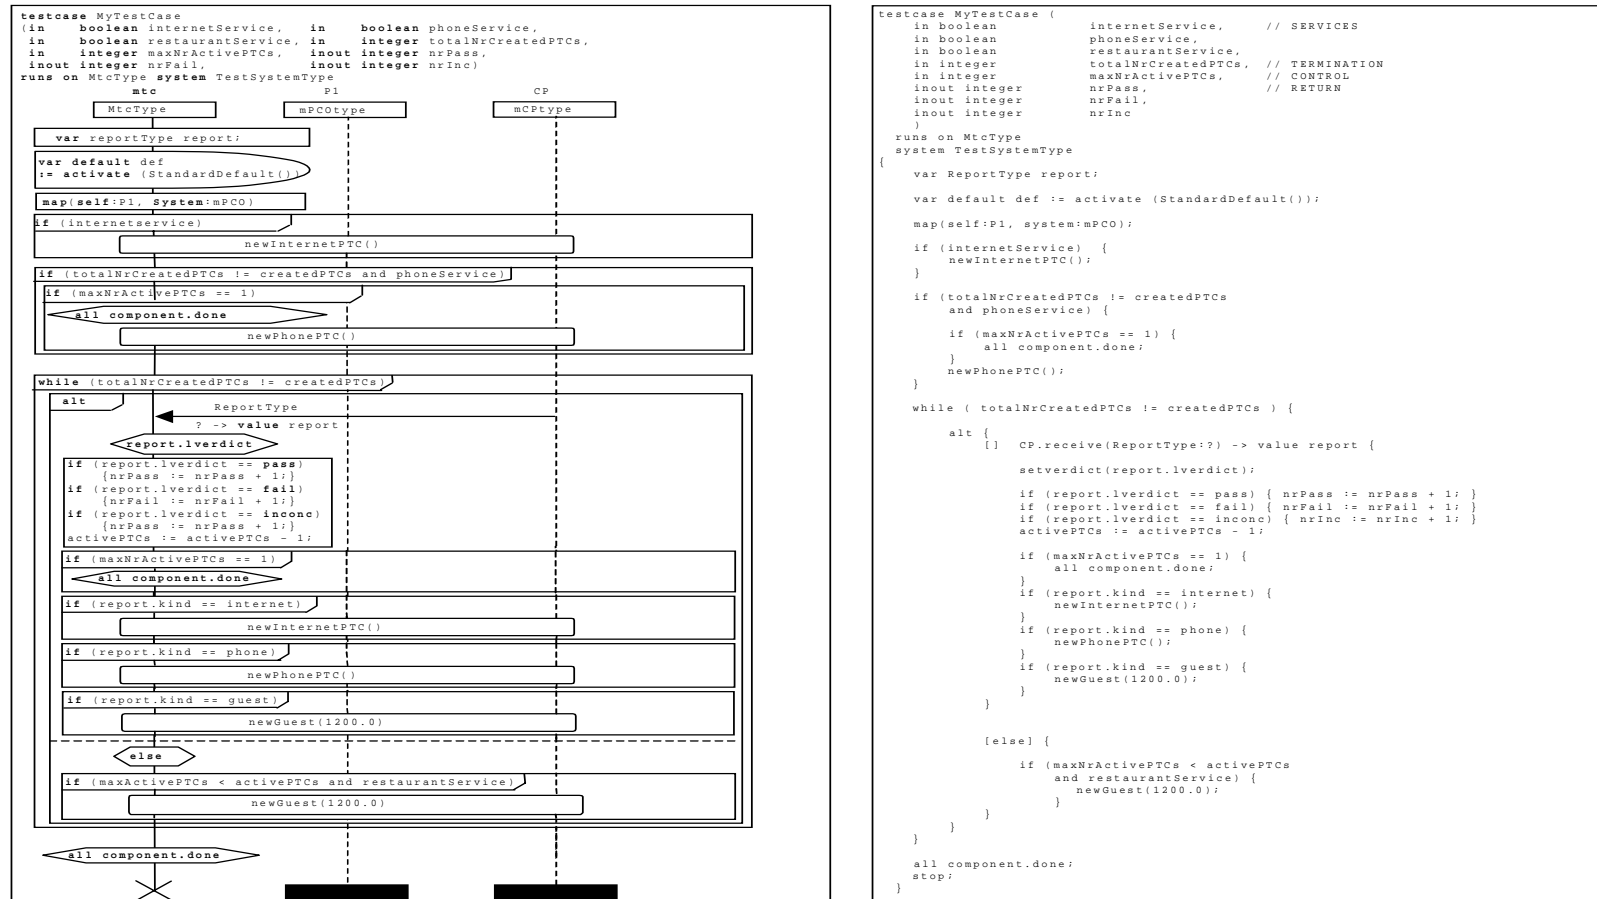 testcase MyTestCase
(in boolean internetService, in boolean phoneService,
in boolean restaurantService, in integer totalNrCreatedPTCs,
in integer maxNrActivePTCs, inout integer nrPass,
inout integer nrFail, inout integer nrInc)
runs on MtcType system TestSystemType
mtc P1 CP
MtcType mPCOtype mCPtype
var reportType report;
var default def
:= activate (StandardDefault())
map(self:P1, System:mPCO)
if (internetservice)
newInternetPTC()
if (totalNrCreatedPTCs != createdPTCs and phoneService)
if (maxNrActivePTCs == 1)
all component.done
newPhonePTC()
while (totalNrCreatedPTCs != createdPTCs)
alt
ReportType
? -> value report
report.lverdict
if (report.lverdict == pass)
{nrPass := nrPass + 1;}
if (report.lverdict == fail)
{nrFail := nrFail + 1;}
if (report.lverdict == inconc)
{nrPass := nrPass + 1;}
activePTCs := activePTCs - 1;
if (maxNrActivePTCs == 1)
all component.done
if (report.kind == internet)
newInternetPTC()
if (report.kind == phone)
newPhonePTC()
if (report.kind == guest)
newGuest(1200.0)
else
if (maxActivePTCs < activePTCs and restaurantService)
newGuest(1200.0)
all component.done
testcase MyTestCase (
in boolean internetService, // SERVICES
in boolean phoneService,
in boolean restaurantService,
in integer totalNrCreatedPTCs, // TERMINATION
in integer maxNrActivePTCs, // CONTROL
inout integer nrPass, // RETURN
inout integer nrFail,
inout integer nrInc
)
runs on MtcType
system TestSystemType
{
var ReportType report;
var default def := activate (StandardDefault());
map(self:P1, system:mPCO);
if (internetService) {
newInternetPTC();
}
if (totalNrCreatedPTCs != createdPTCs
and phoneService) {
if (maxNrActivePTCs == 1) {
all component.done;
}
newPhonePTC();
}
while ( totalNrCreatedPTCs != createdPTCs ) {
alt {
[] CP.receive(ReportType:?) -> value report {
setverdict(report.lverdict);
if (report.lverdict == pass) { nrPass := nrPass + 1; }
if (report.lverdict == fail) { nrFail := nrFail + 1; }
if (report.lverdict == inconc) { nrInc := nrInc + 1; }
activePTCs := activePTCs - 1;
if (maxNrActivePTCs == 1) {
all component.done;
}
if (report.kind == internet) {
newInternetPTC();
}
if (report.kind == phone) {
newPhonePTC();
}
if (report.kind == guest) {
newGuest(1200.0);
}
}
[else] {
if (maxNrActivePTCs < activePTCs
and restaurantService) {
newGuest(1200.0);
}
}
}
}
all component.done;
stop;
}